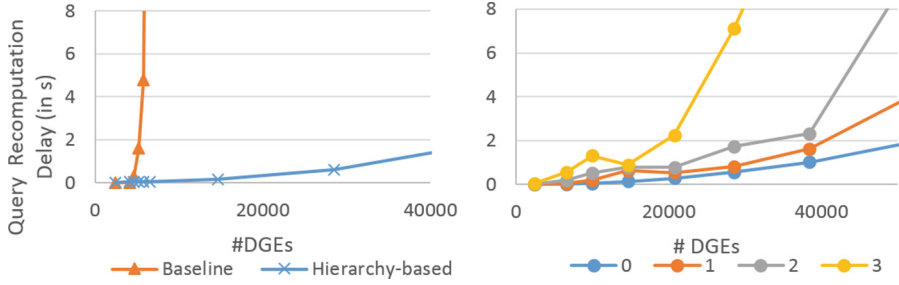 Query Recomputation
Delay (in s)
8
6
4
2
0
0 20000 40000
#DGEs
Baseline Hierarchy-based
8
6
4
2
0
0 20000 40000
# DGEs
0 1 2 3